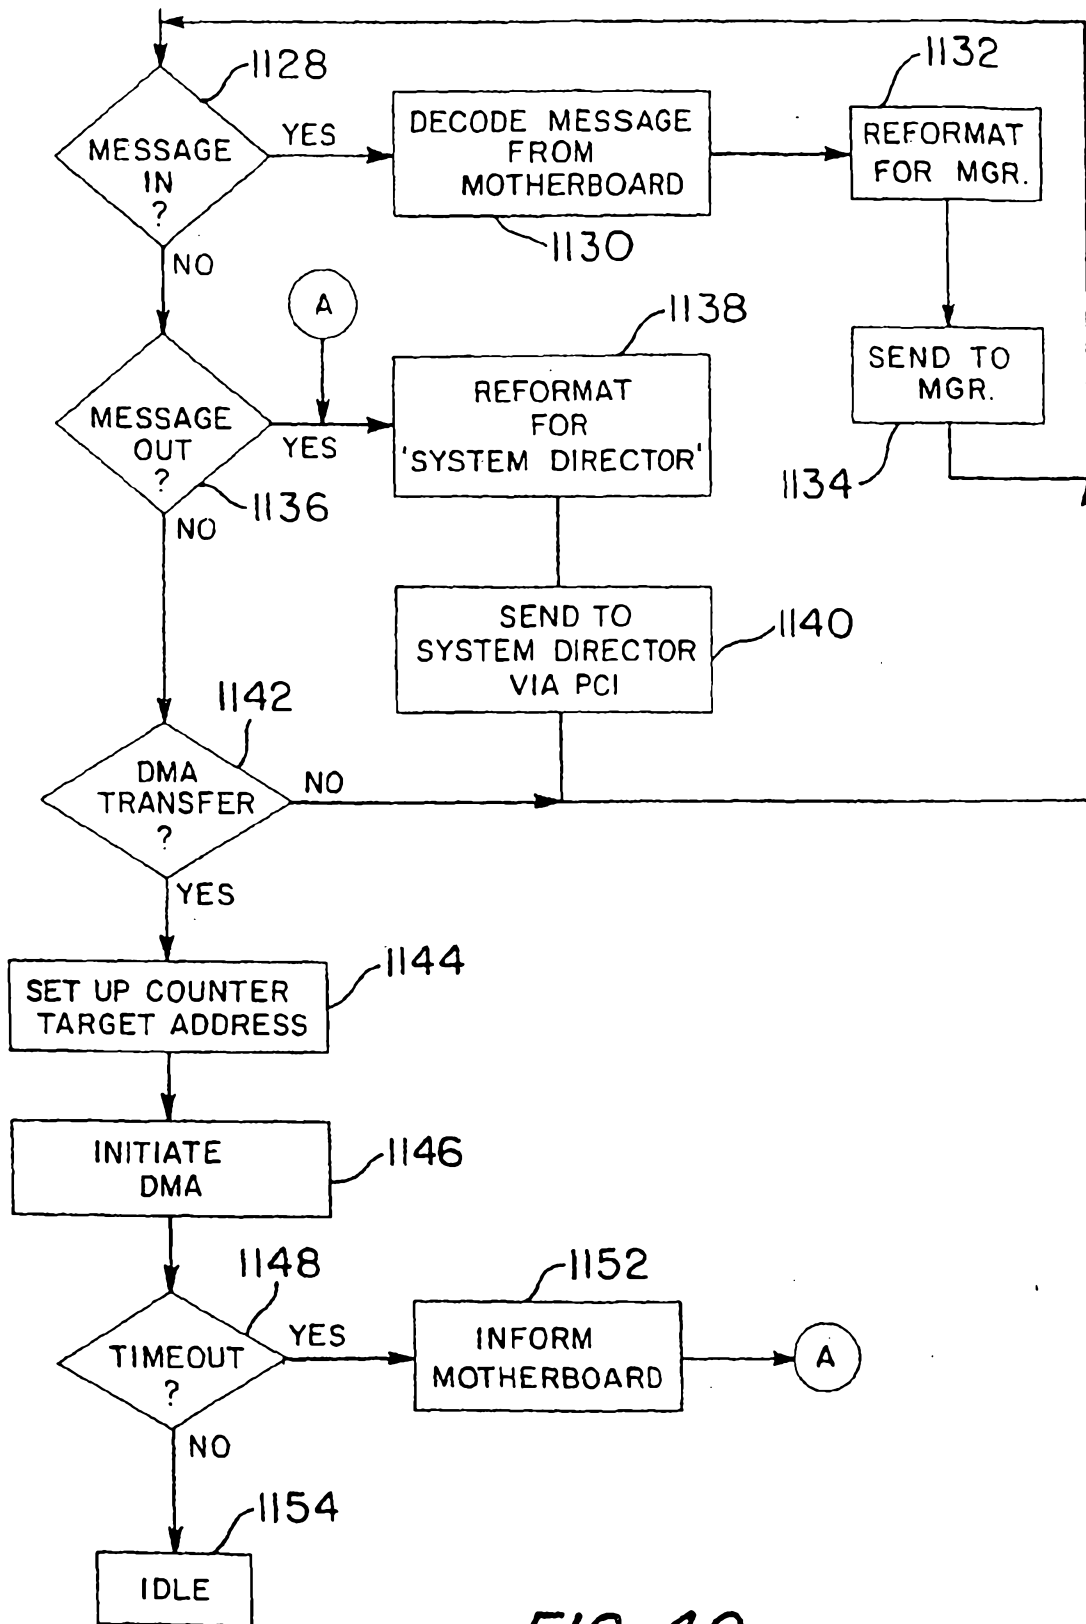 1128
MESSAGE
IN
?
YES
NO
DECODE MESSAGE
FROM
MOTHERBOARD
1130
1132
REFORMAT
FOR MGR.
SEND TO
MGR.
1134
A
MESSAGE
OUT
?
YES
1136
NO
1138
REFORMAT
FOR
'SYSTEM DIRECTOR'
SEND TO
SYSTEM DIRECTOR
VIA PCI
1140
1142
DMA
TRANSFER
?
NO
YES
1144
SET UP COUNTER
TARGET ADDRESS
1146
INITIATE
DMA
1148
TIMEOUT
?
YES
NO
1152
INFORM
MOTHERBOARD
A
1154
IDLE